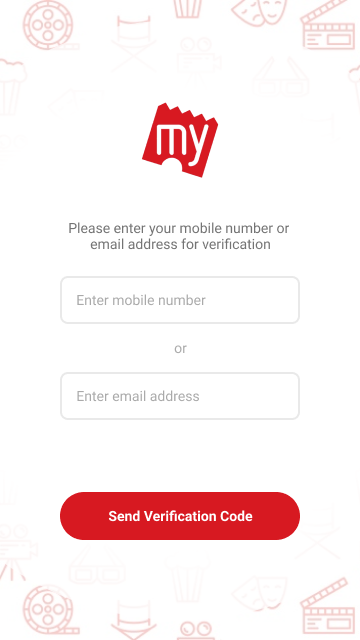 my
Please enter your mobile number or
email address for verification
Enter mobile number
or
Enter email address
Send Verification Code